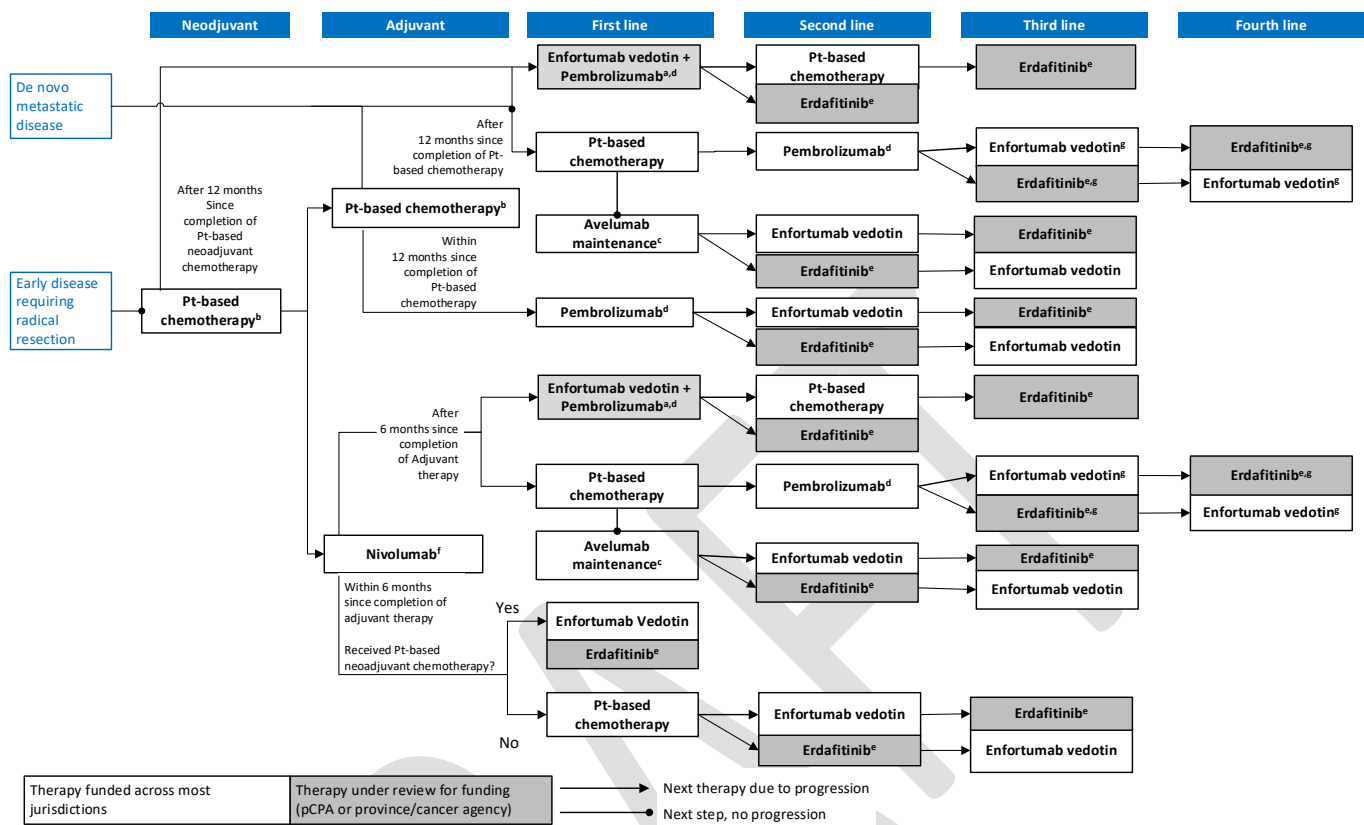 Neodjuvant
Adjuvant
First line
Second line
Third line
Fourth line
De novo
metastatic
disease
Early disease
requiring
radical
resection
After 12 months
Since
completion of
Pt-based
neoadjuvant
chemotherapy
Pt-based
chemotherapyᵇ
After
12 months since
completion of Pt-
based chemotherapy
Pt-based chemotherapyᵇ
Within
12 months since
completion of
Pt-based
chemotherapy
Enfortumab vedotin +
Pembrolizumabᵃ,ᵈ
Pt-based
chemotherapy
Erdafitinibᵉ
Erdafitinibᵉ
Pt-based
chemotherapy
Pembrolizumabᵈ
Enfortumab vedotinᵍ
Erdafitinibᵉ,ᵍ
Erdafitinibᵉ,ᵍ
Enfortumab vedotinᵍ
Avelumab
maintenanceᶜ
Enfortumab vedotin
Erdafitinibᵉ
Erdafitinibᵉ
Enfortumab vedotin
Pembrolizumabᵈ
Enfortumab vedotin
Erdafitinibᵉ
Erdafitinibᵉ
Enfortumab vedotin
After
6 months since
completion
of Adjuvant
therapy
Nivolumabᶠ
Within 6 months
since completion of
adjuvant therapy
Received Pt-based
neoadjuvant chemotherapy?
Enfortumab vedotin +
Pembrolizumabᵃ,ᵈ
Pt-based
chemotherapy
Erdafitinibᵉ
Erdafitinibᵉ
Pt-based
chemotherapy
Pembrolizumabᵈ
Enfortumab vedotinᵍ
Erdafitinibᵉ,ᵍ
Erdafitinibᵉ,ᵍ
Enfortumab vedotinᵍ
Avelumab
maintenanceᶜ
Enfortumab vedotin
Erdafitinibᵉ
Erdafitinibᵉ
Enfortumab vedotin
Yes
Enfortumab Vedotin
Erdafitinibᵉ
No
Pt-based
chemotherapy
Enfortumab vedotin
Erdafitinibᵉ
Erdafitinibᵉ
Enfortumab vedotin
Therapy funded across most
jurisdictions
Therapy under review for funding
(pCPA or province/cancer agency)
Next therapy due to progression
Next step, no progression